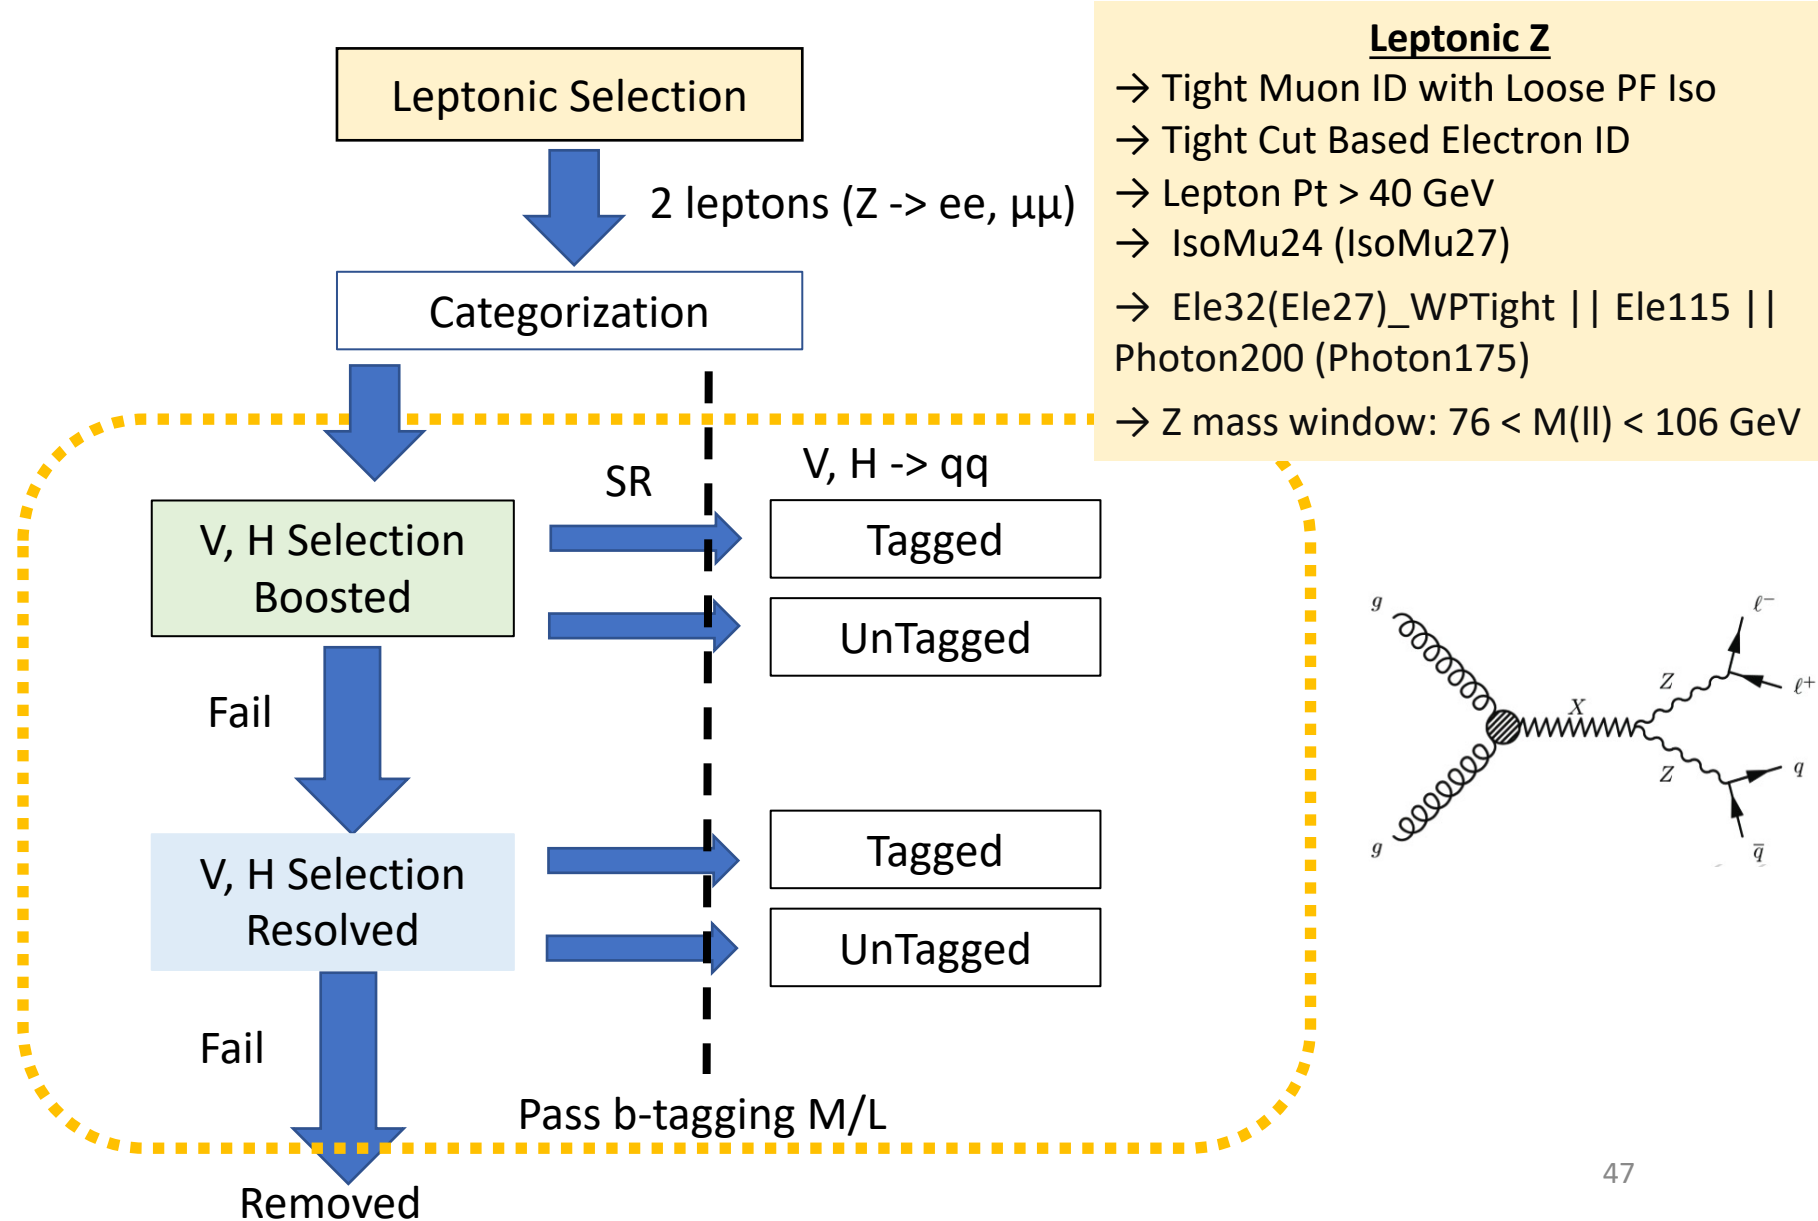 Leptonic Selection
2 leptons (Z -> ee, μμ)
Categorization
Leptonic Z
→ Tight Muon ID with Loose PF Iso
→ Tight Cut Based Electron ID
→ Lepton Pt > 40 GeV
→ IsoMu24 (IsoMu27)
→ Ele32(Ele27)_WPTight || Ele115 ||
Photon200 (Photon175)
→ Z mass window: 76 < M(ll) < 106 GeV
SR
V, H -> qq
V, H Selection
Boosted
Tagged
UnTagged
Fail
V, H Selection
Resolved
Tagged
UnTagged
Fail
Pass b-tagging M/L
Removed
g
g
X
Z
Z
ℓ⁻
ℓ⁺
q
q̅
47